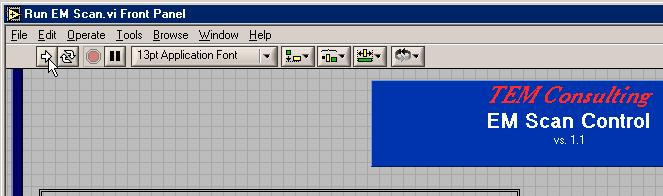 Run EM Scan.vi Front Panel
File Edit Operate Tools Browse Window Help
13pt Application Font
TEM Consulting
EM Scan Control
vs. 1.1